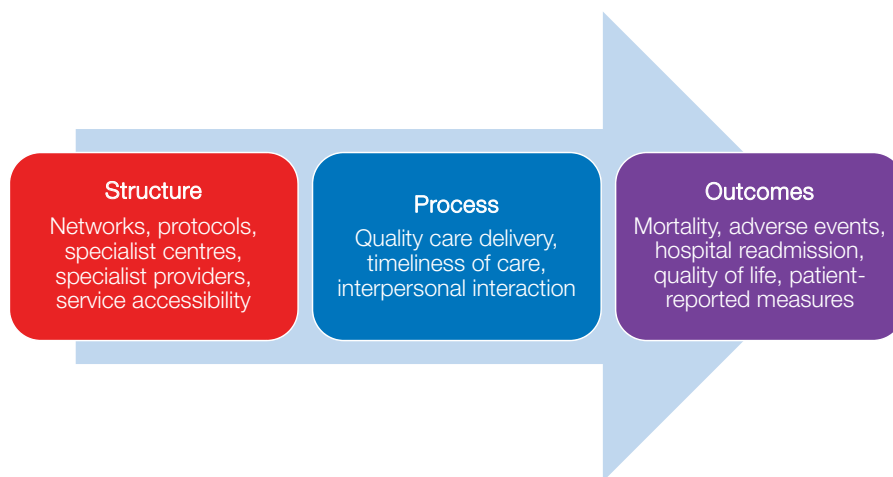 Structure
Networks, protocols,
specialist centres,
specialist providers,
service accessibility
Process
Quality care delivery,
timeliness of care,
interpersonal interaction
Outcomes
Mortality, adverse events,
hospital readmission,
quality of life, patient-
reported measures